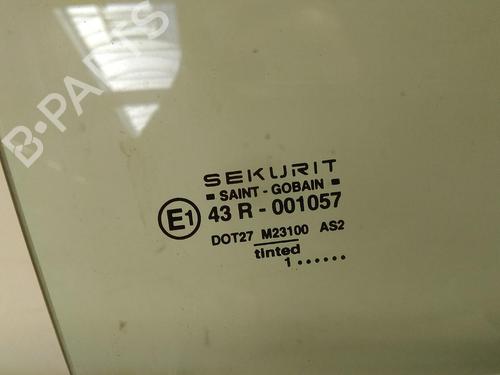 B-PARTS
SEKURIT
SAINT - GOBAIN
E1 43 R - 001057
DOT27 M23100 AS2
tinted
1 ......